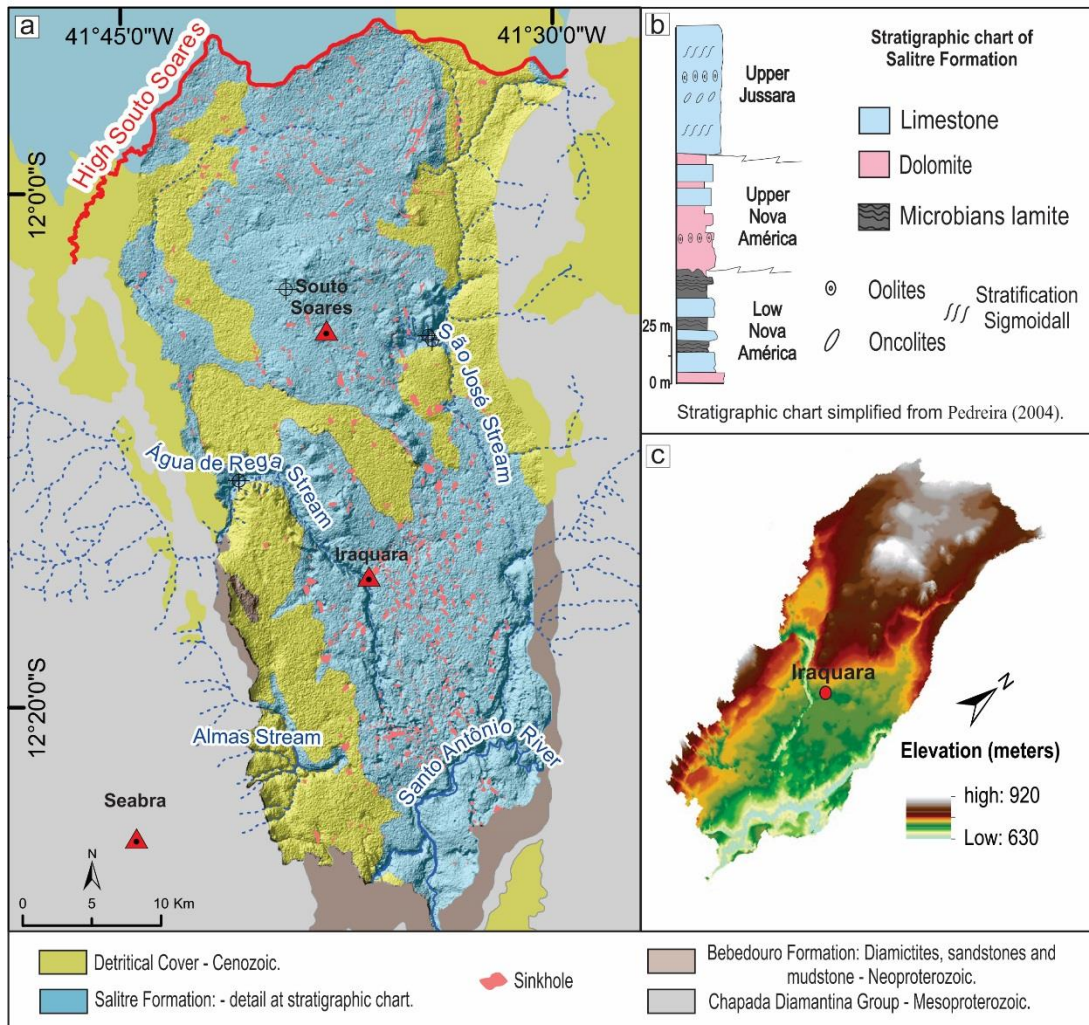 a
41°45'0"W
41°30'0"W
High Souto Soares
12°0'0"S
Souto
Soares
São José Stream
Água de Rega Stream
Iraquara
12°20'0"S
Almas Stream
Santo Antônio River
Seabra
N
0 5 10 Km
b
Stratigraphic chart of
Salitre Formation
Upper
Jussara
Limestone
Dolomite
Upper
Nova
América
Microbians lamite
Oolites
Stratification
Sigmoidall
Oncolites
Low
Nova
América
25 m
0 m
Stratigraphic chart simplified from Pedreira (2004).
c
Iraquara
N
Elevation (meters)
high: 920
Low: 630
Detritical Cover - Cenozoic.
Salitre Formation: - detail at stratigraphic chart.
Sinkhole
Bebedouro Formation: Diamictites, sandstones and
mudstone - Neoproterozoic.
Chapada Diamantina Group - Mesoproterozoic.